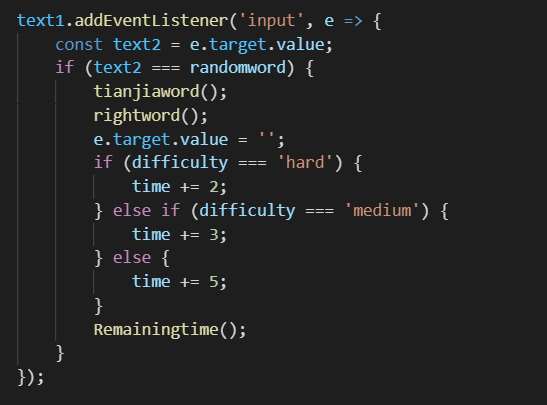 text1.addEventListener('input', e => {
    const text2 = e.target.value;
    if (text2 === randomword) {
        tianjiaword();
        rightword();
        e.target.value = '';
        if (difficulty === 'hard') {
            time += 2;
        } else if (difficulty === 'medium') {
            time += 3;
        } else {
            time += 5;
        }
        Remainingtime();
    }
});